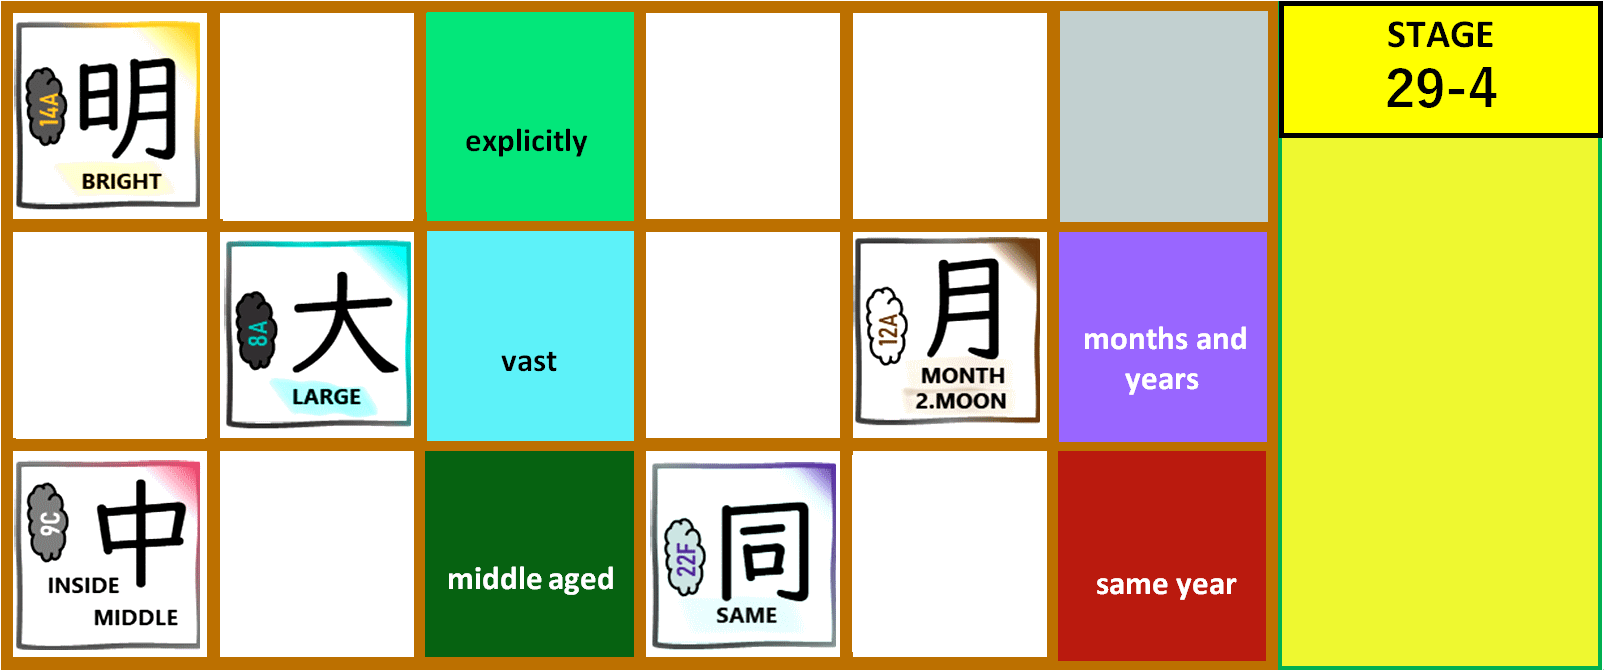 14A
明
BRIGHT
explicitly
STAGE
29-4
8A
大
LARGE
vast
12A
月
MONTH
2.MOON
months and
years
9C
中
INSIDE
MIDDLE
middle aged
22F
同
SAME
same year